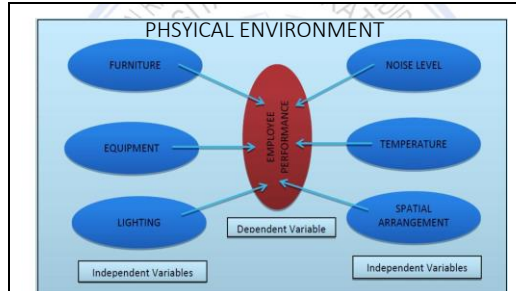 PHSYICAL ENVIRONMENT
FURNITURE
NOISE LEVEL
EQUIPMENT
EMPLOYEE
PERFORMANCE
TEMPERATURE
LIGHTING
SPATIAL
ARRANGEMENT
Dependent Variable
Independent Variables
Independent Variables